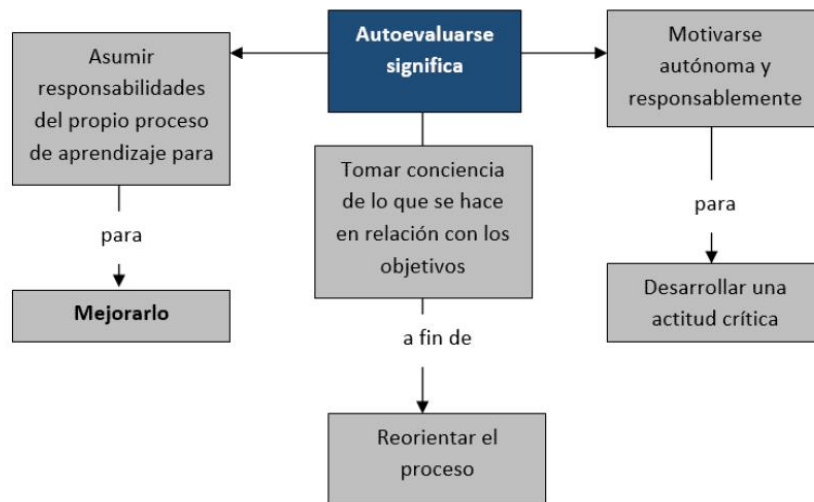 Autoevaluarse
significa
Asumir
responsabilidades
del propio proceso
de aprendizaje para
para
Mejorarlo
Tomar conciencia
de lo que se hace
en relación con los
objetivos
a fin de
Reorientar el
proceso
Motivarse
autónoma y
responsablemente
para
Desarrollar una
actitud crítica